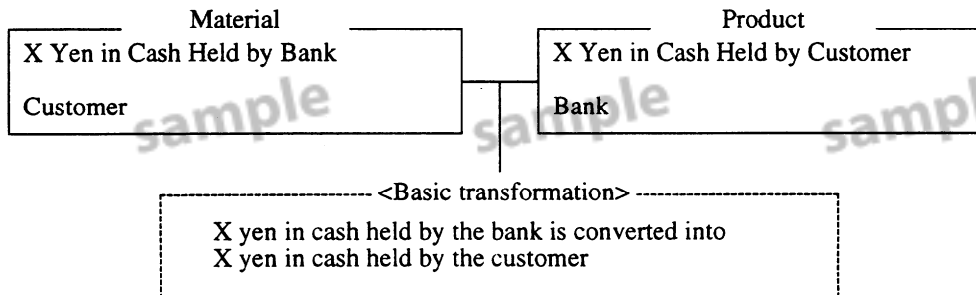 Material
X Yen in Cash Held by Bank
Customer
Product
X Yen in Cash Held by Customer
Bank
sample
sample
sampl
<Basic transformation>
X yen in cash held by the bank is converted into
X yen in cash held by the customer